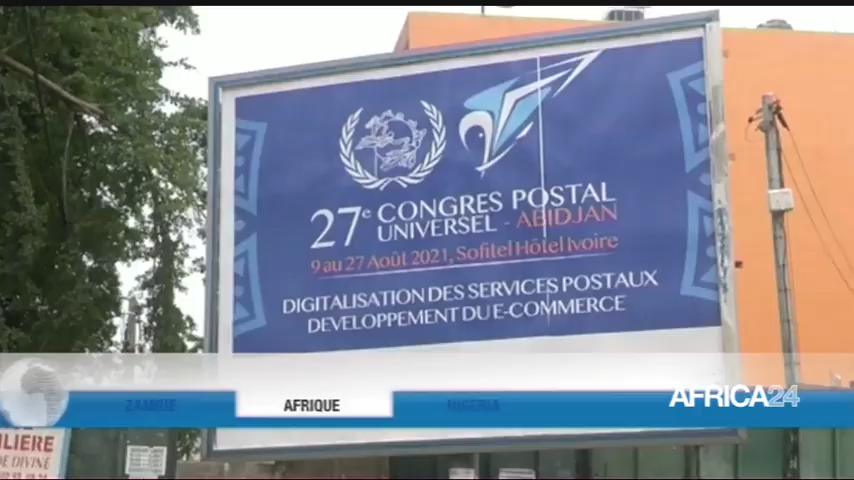 27e CONGRES POSTAL
UNIVERSEL - ABIDJAN
9 au 27 Août 2021, Sofitel Hôtel Ivoire
DIGITALISATION DES SERVICES POSTAUX
DEVELOPPEMENT DU E-COMMERCE
ZAMBIE
AFRIQUE
NIGERIA
AFRICA24
ILIERE
DE DIVINE